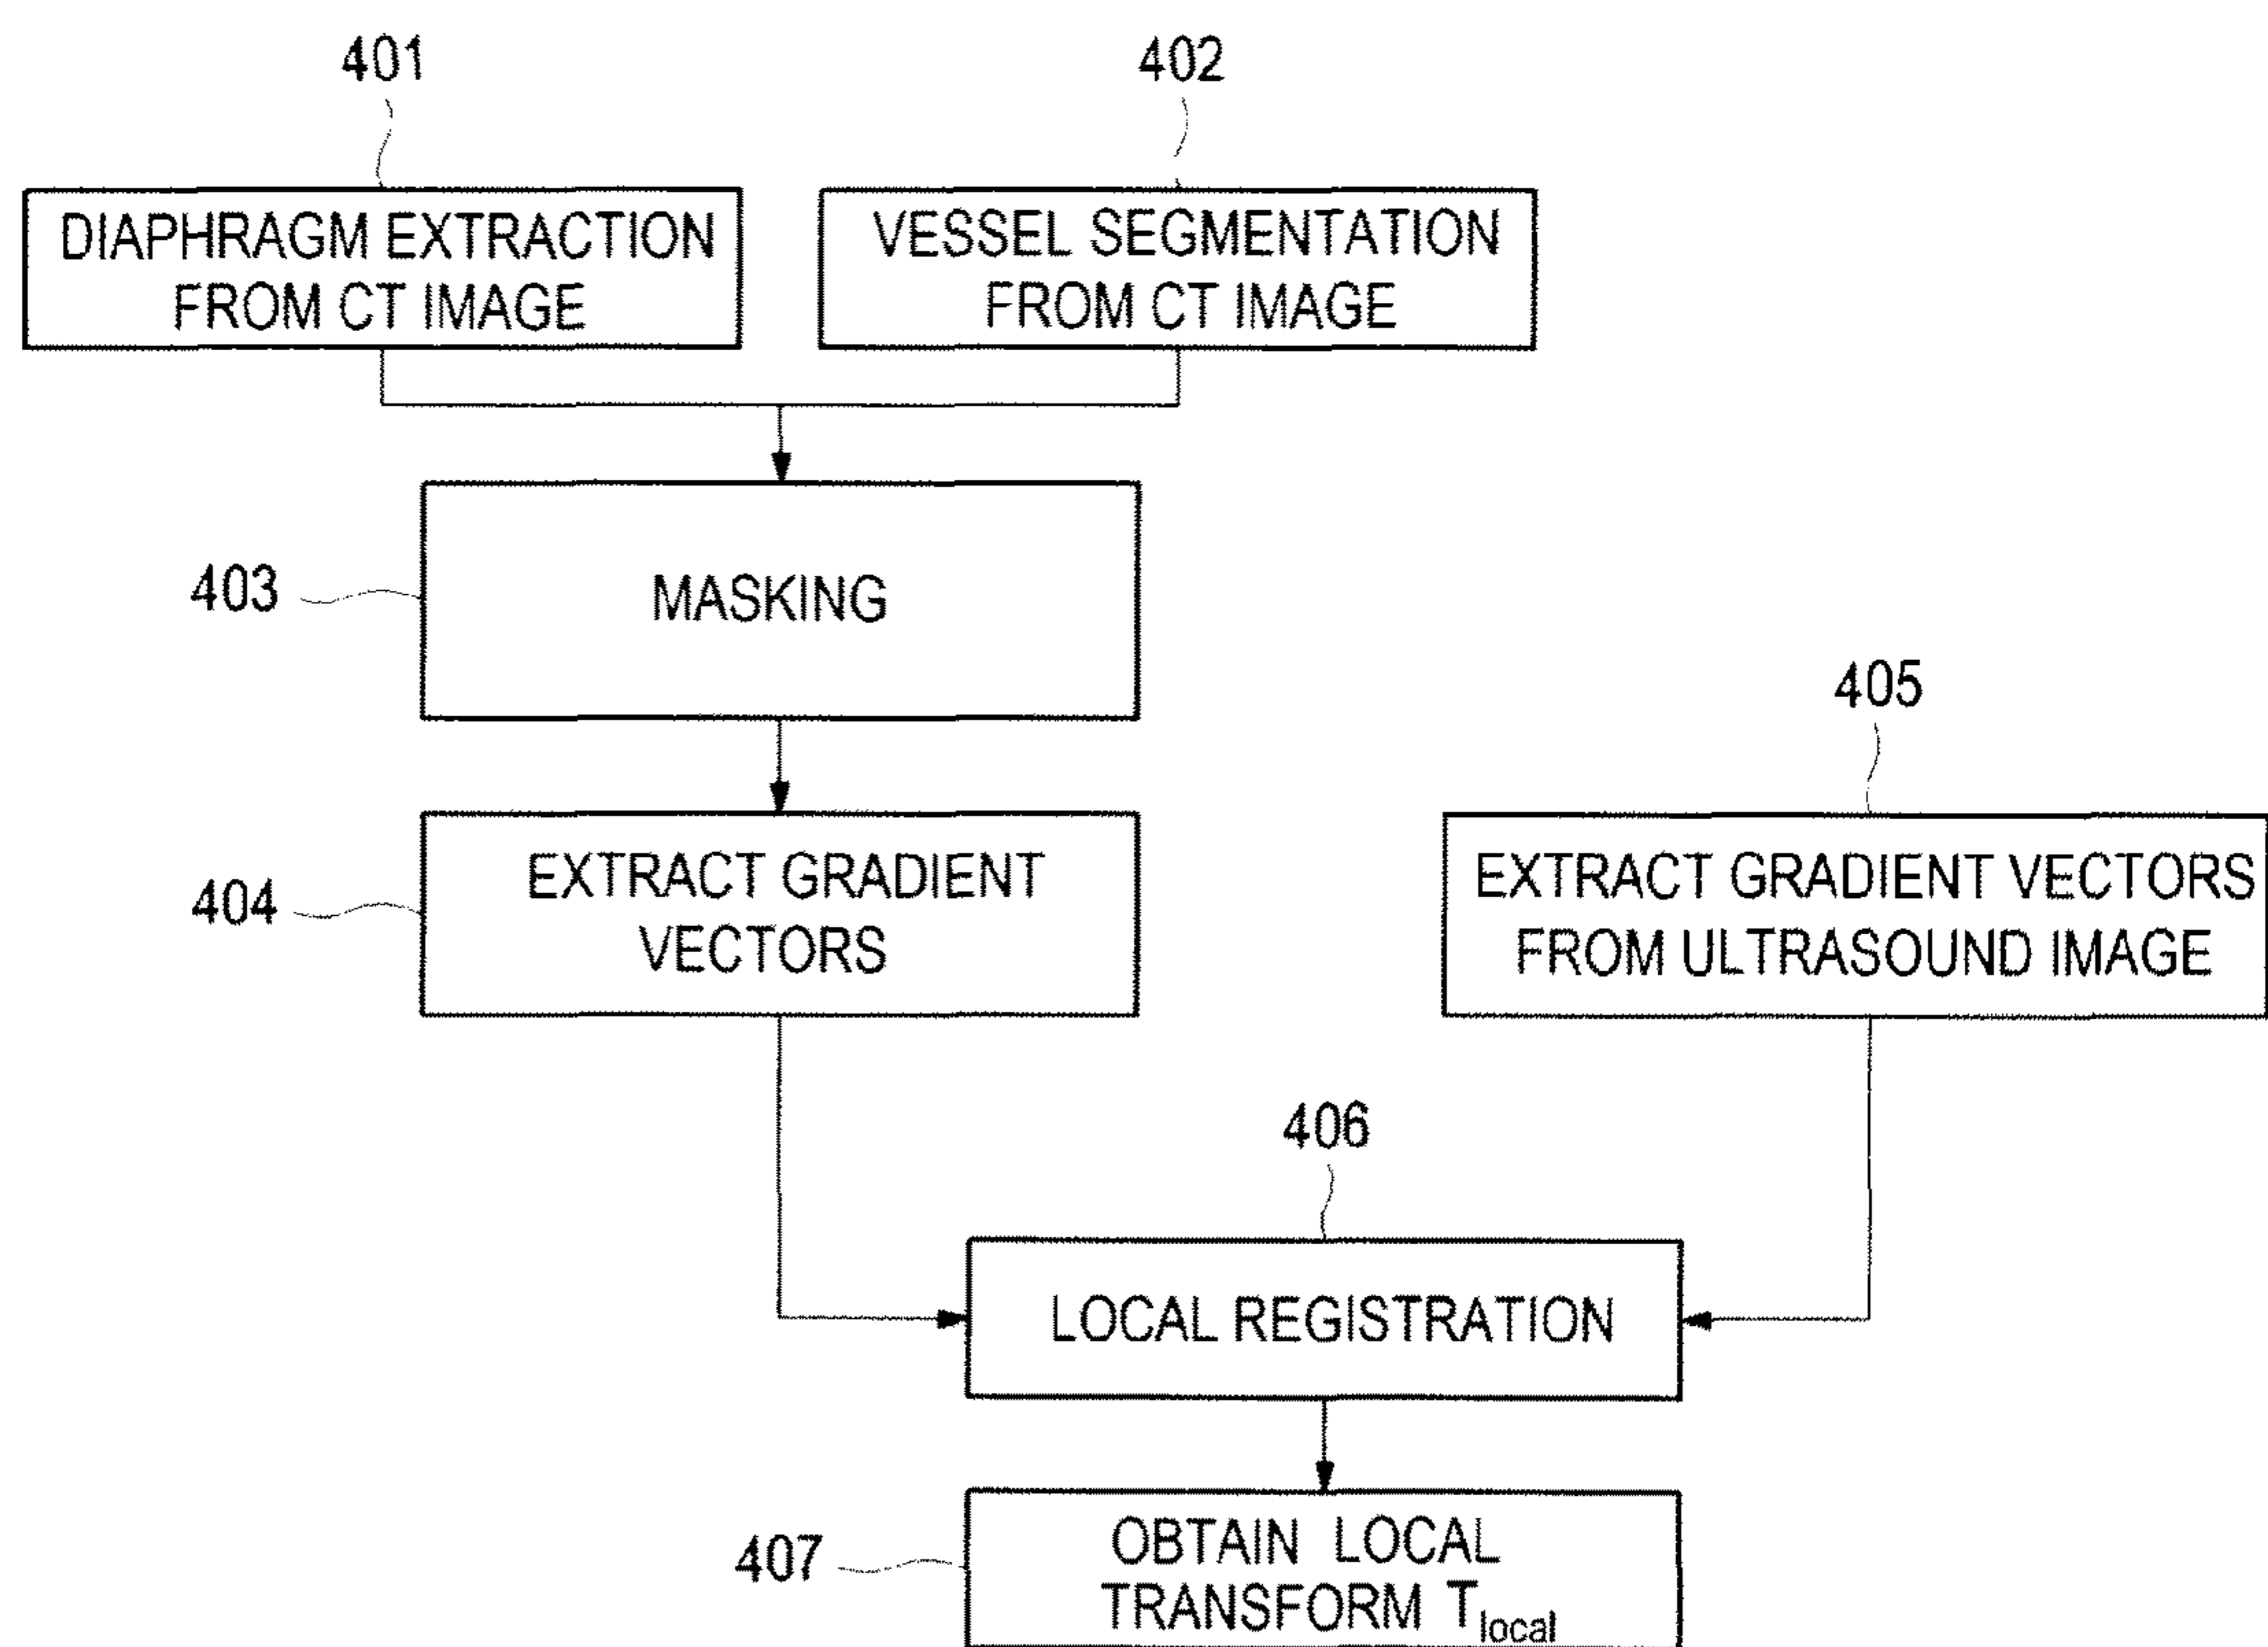 401
402
DIAPHRAGM EXTRACTION
FROM CT IMAGE
VESSEL SEGMENTATION
FROM CT IMAGE
403
MASKING
405
404
EXTRACT GRADIENT
VECTORS
EXTRACT GRADIENT VECTORS
FROM ULTRASOUND IMAGE
406
LOCAL REGISTRATION
407
OBTAIN LOCAL
TRANSFORM Tlocal